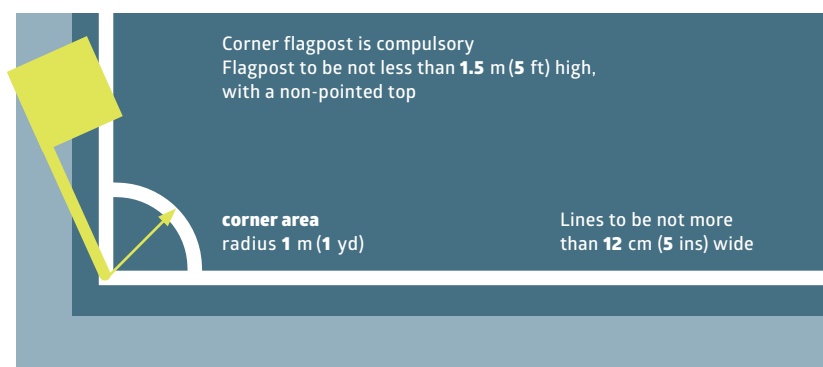 Corner flagpost is compulsory
Flagpost to be not less than 1.5 m (5 ft) high,
with a non-pointed top
corner area
radius 1 m (1 yd)
Lines to be not more
than 12 cm (5 ins) wide